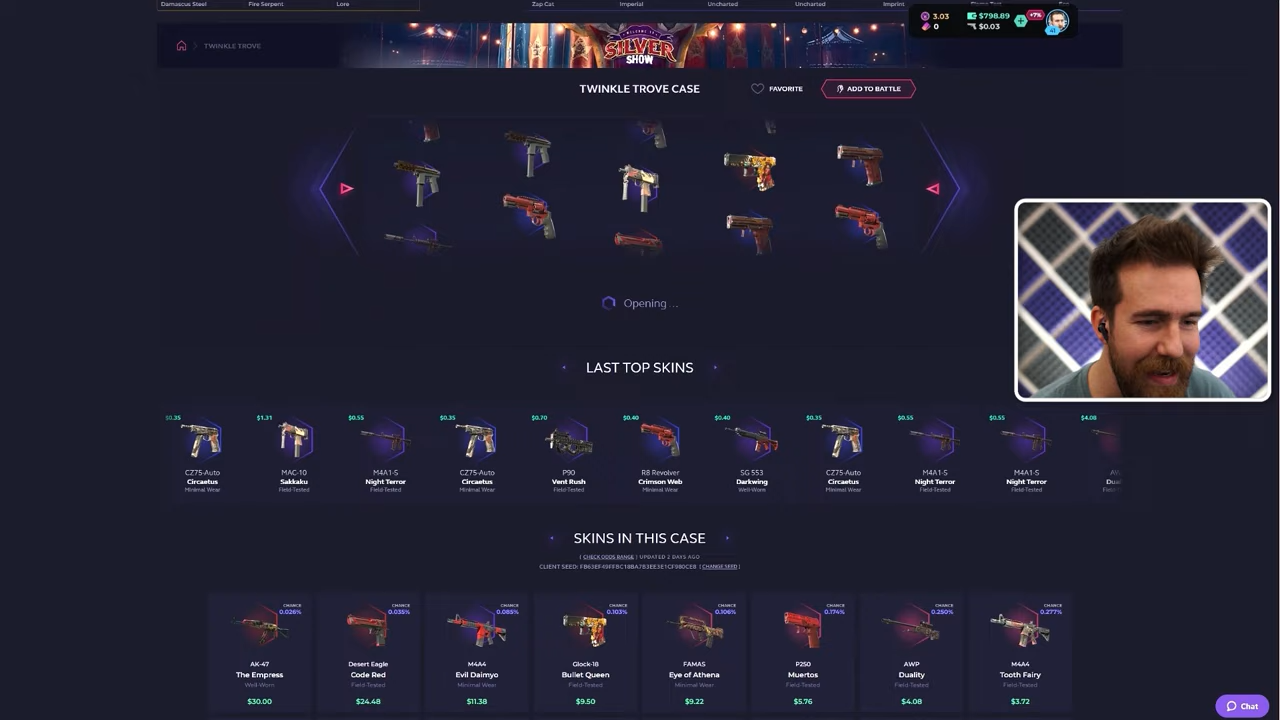 Damascus Steel Fire Serpent Lore Zap Cat Imperial Uncharted Uncharted Imprint
3.03 $798.89 +7%
0 $0.03
41
TWINKLE TROVE
WELCOME TO
SILVER
SHOW
TWINKLE TROVE CASE
FAVORITE
ADD TO BATTLE
Opening ...
LAST TOP SKINS
$0.35 $1.31 $0.55 $0.35 $0.70 $0.40 $0.40 $0.35 $0.55 $0.55 $4.08
CZ75-Auto MAC-10 M4A1-S CZ75-Auto P90 R8 Revolver SG 553 CZ75-Auto M4A1-S M4A1-S
Circaetus Sakkaku Night Terror Circaetus Vent Rush Crimson Web Darkwing Circaetus Night Terror Night Terror
Minimal Wear Field-Tested Field-Tested Minimal Wear Field-Tested Minimal Wear Well-Worn Minimal Wear Field-Tested Field-Tested
SKINS IN THIS CASE
( CHECK ODDS RANGE ) UPDATED 2 DAYS AGO
CLIENT SEED: ( CHANGE SEED )
CHANCE CHANCE CHANCE CHANCE CHANCE CHANCE CHANCE CHANCE
0.026% 0.035% 0.085% 0.103% 0.106% 0.174% 0.250% 0.277%
AK-47 Desert Eagle M4A4 Glock-18 FAMAS P250 AWP M4A4
The Empress Code Red Evil Daimyo Bullet Queen Eye of Athena Muertos Duality Tooth Fairy
Well-Worn Field-Tested Minimal Wear Field-Tested Minimal Wear Field-Tested Field-Tested Field-Tested
$30.00 $24.48 $11.38 $9.50 $9.22 $5.76 $4.08 $3.72
Chat